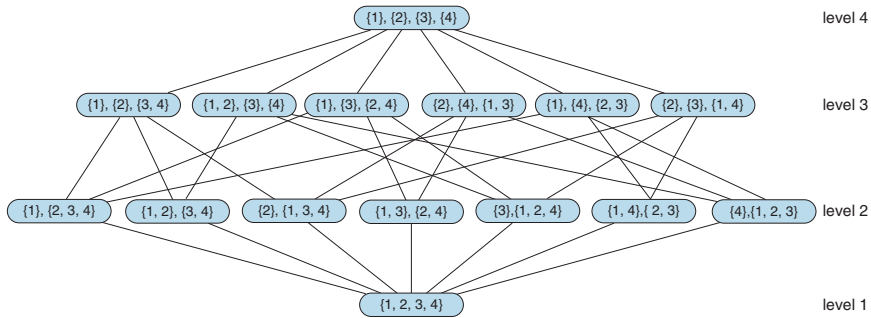 {1}, {2}, {3}, {4} level 4
{1}, {2}, {3, 4} {1, 2}, {3}, {4} {1}, {3}, {2, 4} {2}, {4}, {1, 3} {1}, {4}, {2, 3} {2}, {3}, {1, 4} level 3
{1}, {2, 3, 4} {1, 2}, {3, 4} {2}, {1, 3, 4} {1, 3}, {2, 4} {3},{1, 2, 4} {1, 4},{ 2, 3} {4},{1, 2, 3} level 2
{1, 2, 3, 4} level 1